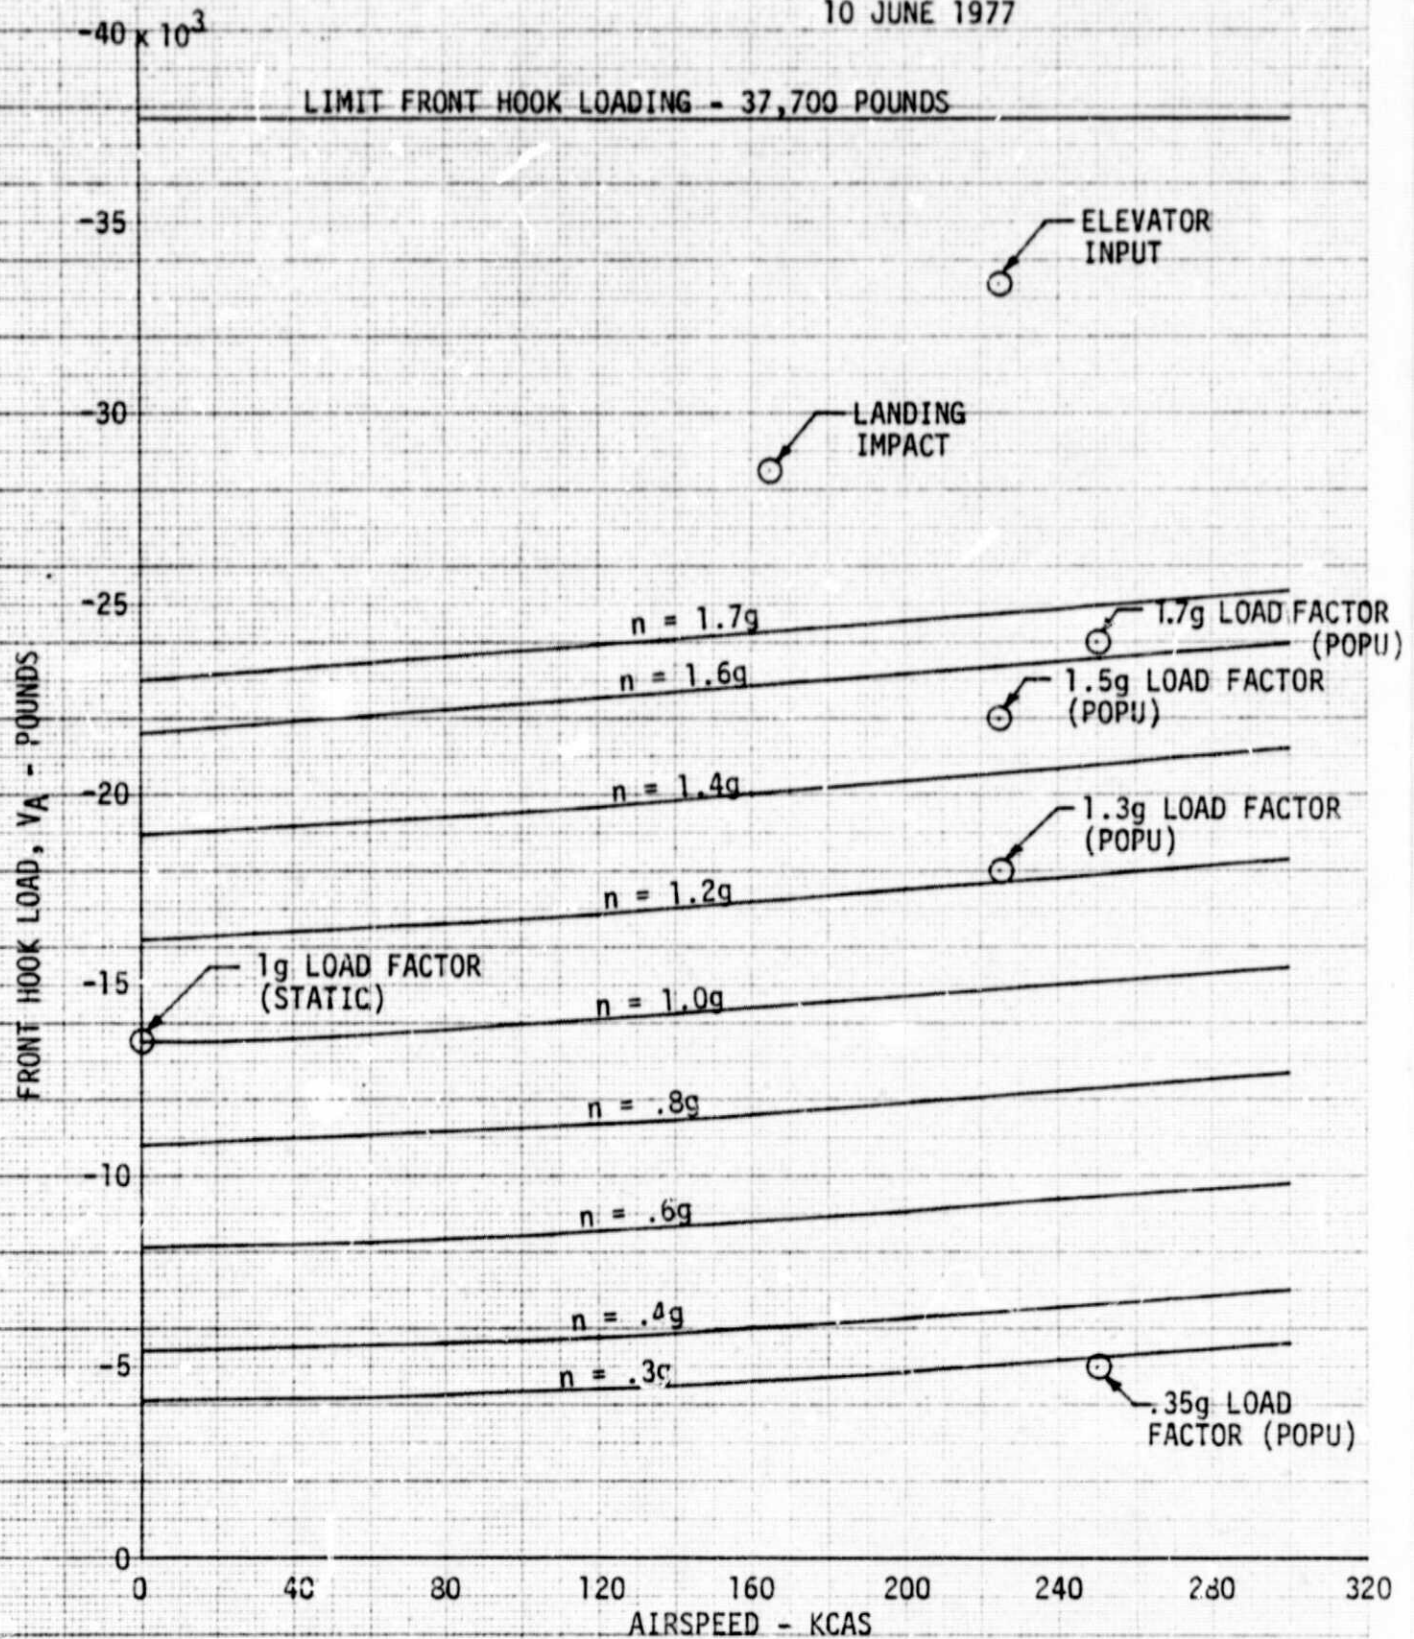 10 JUNE 1977
-40 x 10³
LIMIT FRONT HOOK LOADING - 37,700 POUNDS
-35
ELEVATOR
INPUT
-30
LANDING
IMPACT
-25
n = 1.7g
1.7g LOAD FACTOR
(POPU)
n = 1.6g
1.5g LOAD FACTOR
(POPU)
-20
n = 1.4g
1.3g LOAD FACTOR
(POPU)
n = 1.2g
1g LOAD FACTOR
(STATIC)
-15
n = 1.0g
n = .8g
-10
n = .6g
n = .4g
-5
n = .3g
.35g LOAD
FACTOR (POPU)
0
FRONT HOOK LOAD, VA - POUNDS
0 40 80 120 160 200 240 280 320
AIRSPEED - KCAS